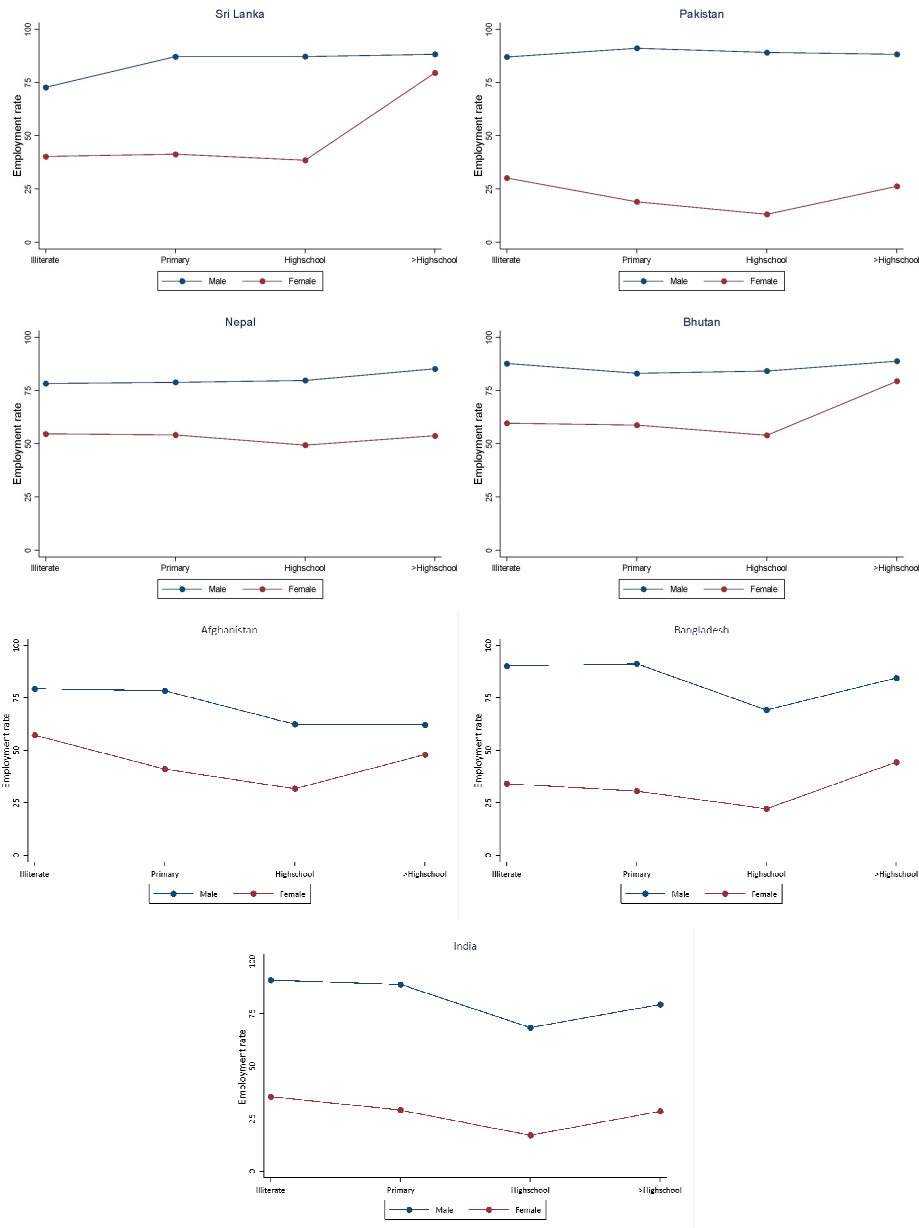 Sri Lanka
Employment rate
100
75
50
25
0
Illiterate Primary Highschool >Highschool
Male Female
Pakistan
Employment rate
100
75
50
25
0
Illiterate Primary Highschool >Highschool
Male Female
Nepal
Employment rate
100
75
50
25
0
Illiterate Primary Highschool >Highschool
Male Female
Bhutan
Employment rate
100
75
50
25
0
Illiterate Primary Highschool >Highschool
Male Female
Afghanistan
Employment rate
100
75
50
25
0
Illiterate Primary Highschool >Highschool
Male Female
Bangladesh
Employment rate
100
75
50
25
0
Illiterate Primary Highschool >Highschool
Male Female
India
Employment rate
100
75
50
25
0
Illiterate Primary Highschool >Highschool
Male Female